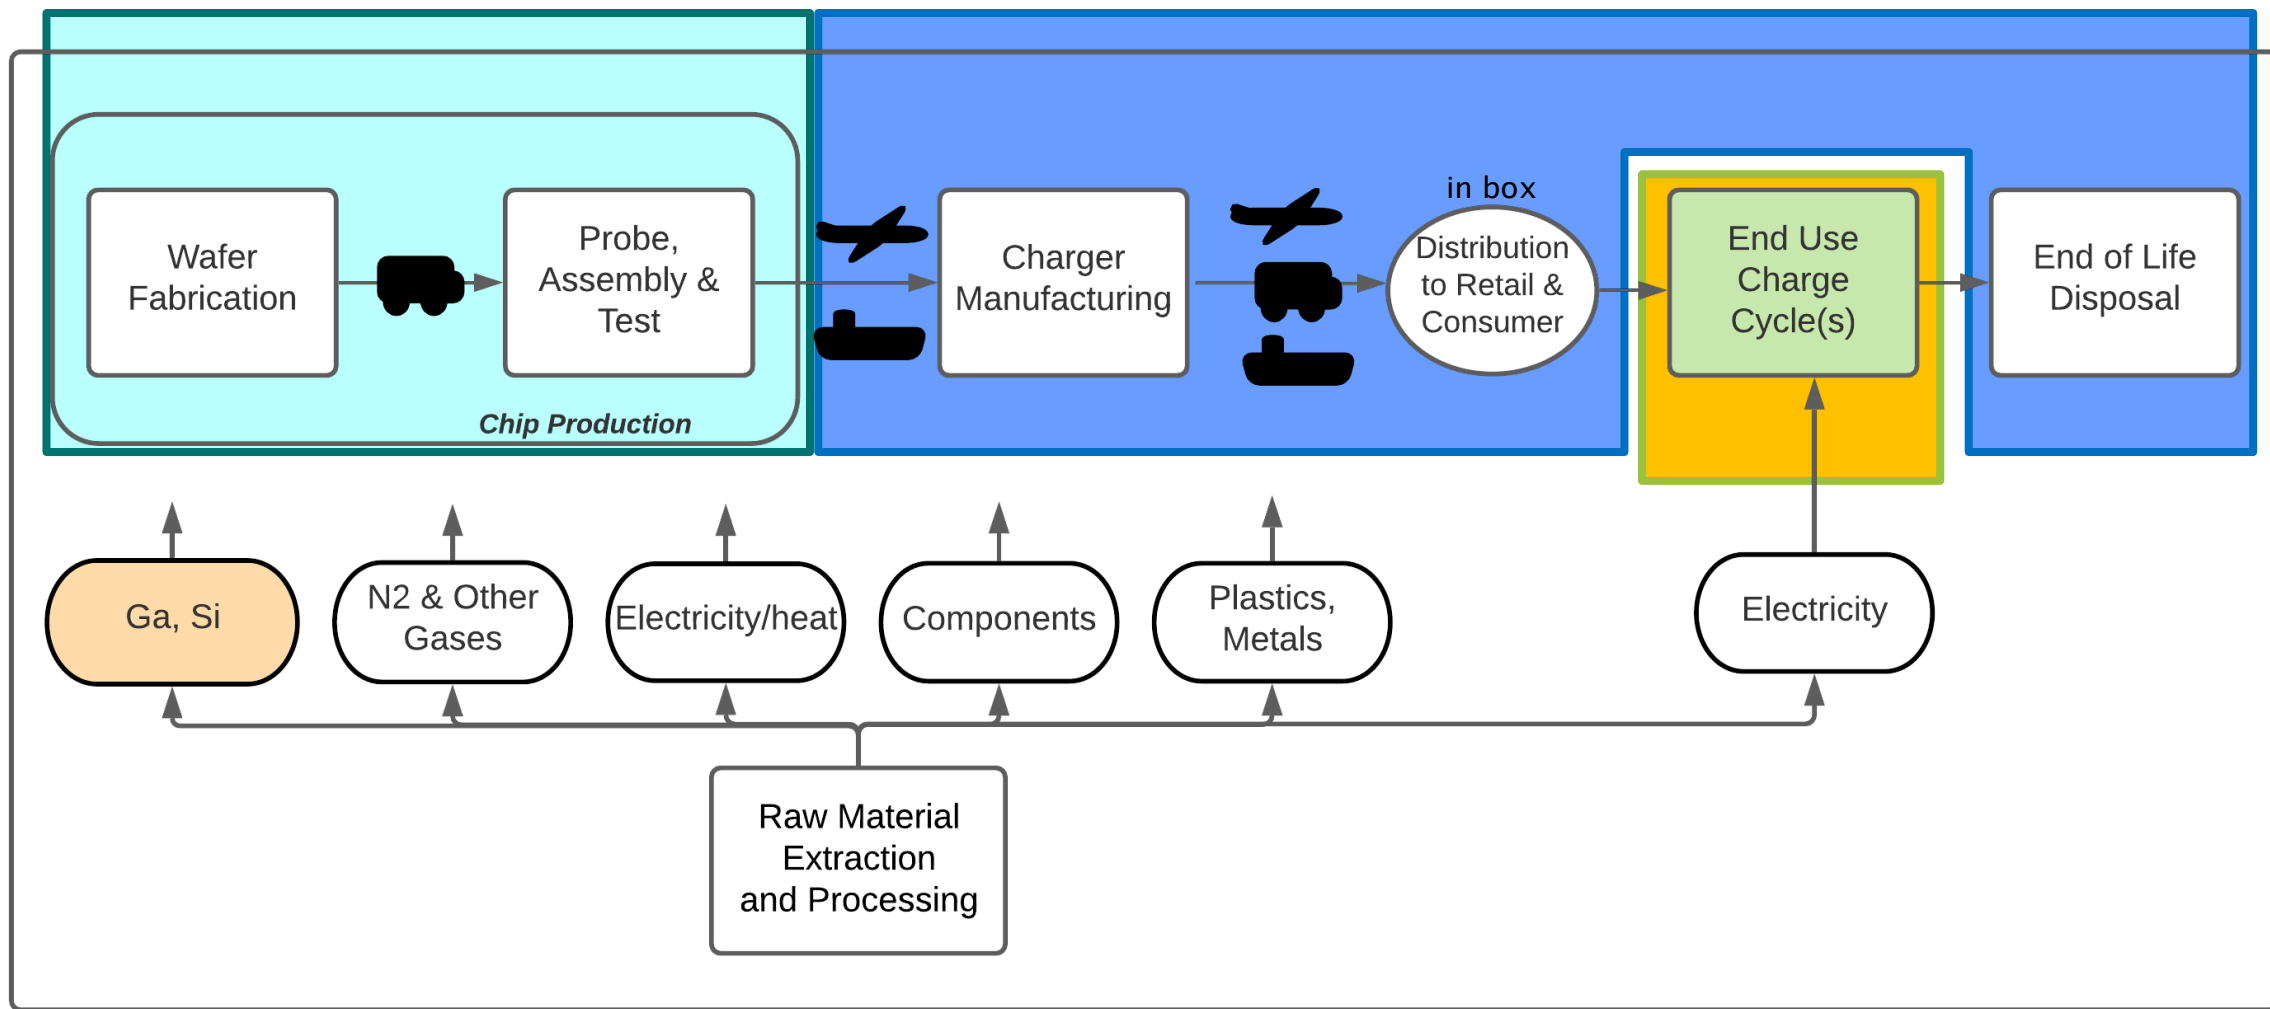 in box
Wafer
Fabrication
Probe,
Assembly &
Test
Charger
Manufacturing
Distribution
to Retail &
Consumer
End Use
Charge
Cycle(s)
End of Life
Disposal
Chip Production
Ga, Si
N2 & Other
Gases
Electricity/heat
Components
Plastics,
Metals
Electricity
Raw Material
Extraction
and Processing